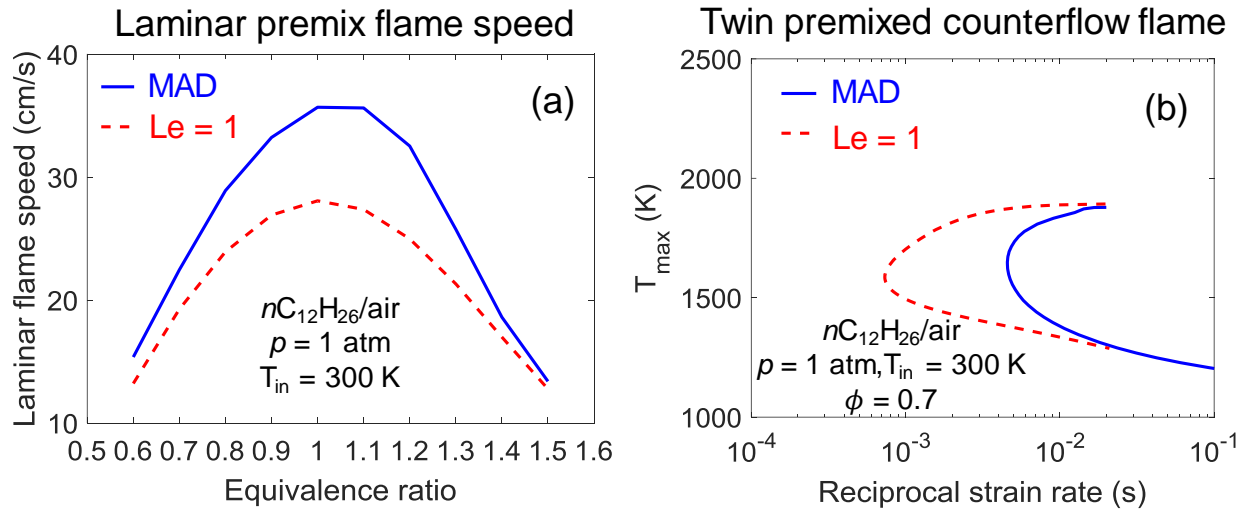 Laminar premix flame speed
40
30
20
10
Laminar flame speed (cm/s)
MAD
Le = 1
(a)
nC₁₂H₂₆/air
p = 1 atm
T_in = 300 K
0.5 0.6 0.7 0.8 0.9 1 1.1 1.2 1.3 1.4 1.5 1.6
Equivalence ratio
Twin premixed counterflow flame
2500
2000
1500
1000
T_max (K)
MAD
Le = 1
(b)
nC₁₂H₂₆/air
p = 1 atm,T_in = 300 K
ϕ = 0.7
10⁻⁴ 10⁻³ 10⁻² 10⁻¹
Reciprocal strain rate (s)